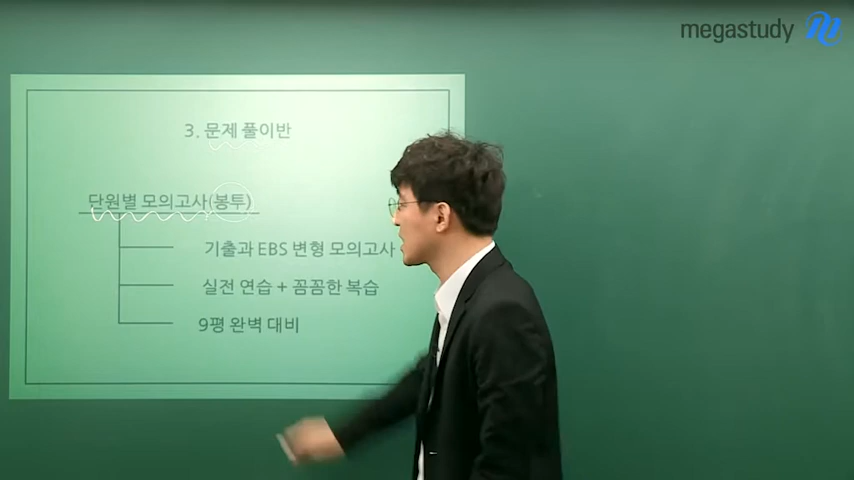 megastudy
3. 문제 풀이반
단원별 모의고사(봉투)
기출과 EBS 변형 모의고사
실전 연습 + 꼼꼼한 복습
9평 완벽 대비